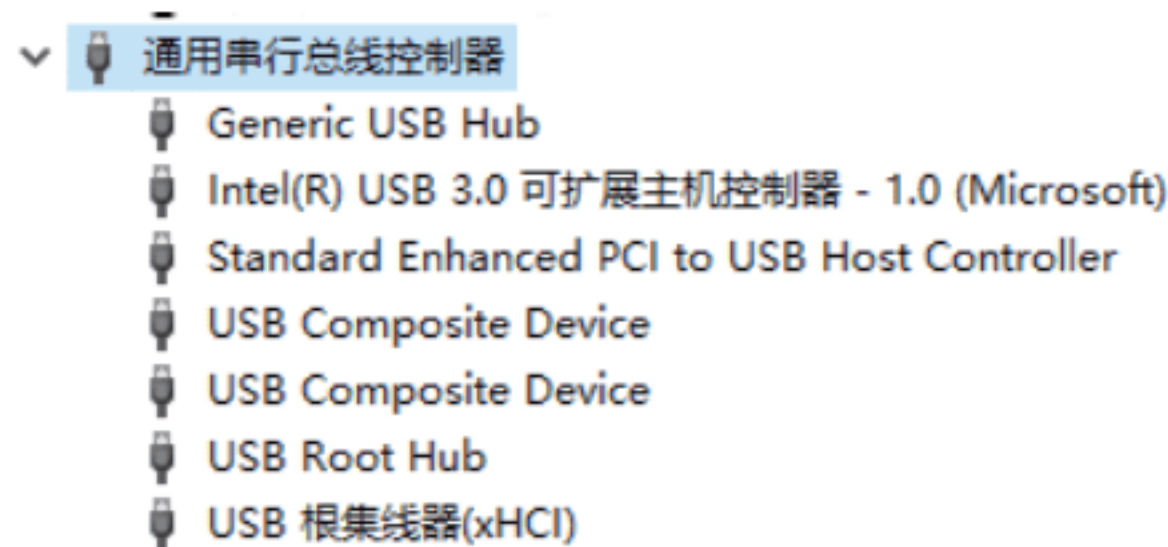 通用串行总线控制器
Generic USB Hub
Intel(R) USB 3.0 可扩展主机控制器 - 1.0 (Microsoft)
Standard Enhanced PCI to USB Host Controller
USB Composite Device
USB Composite Device
USB Root Hub
USB 根集线器(xHCI)